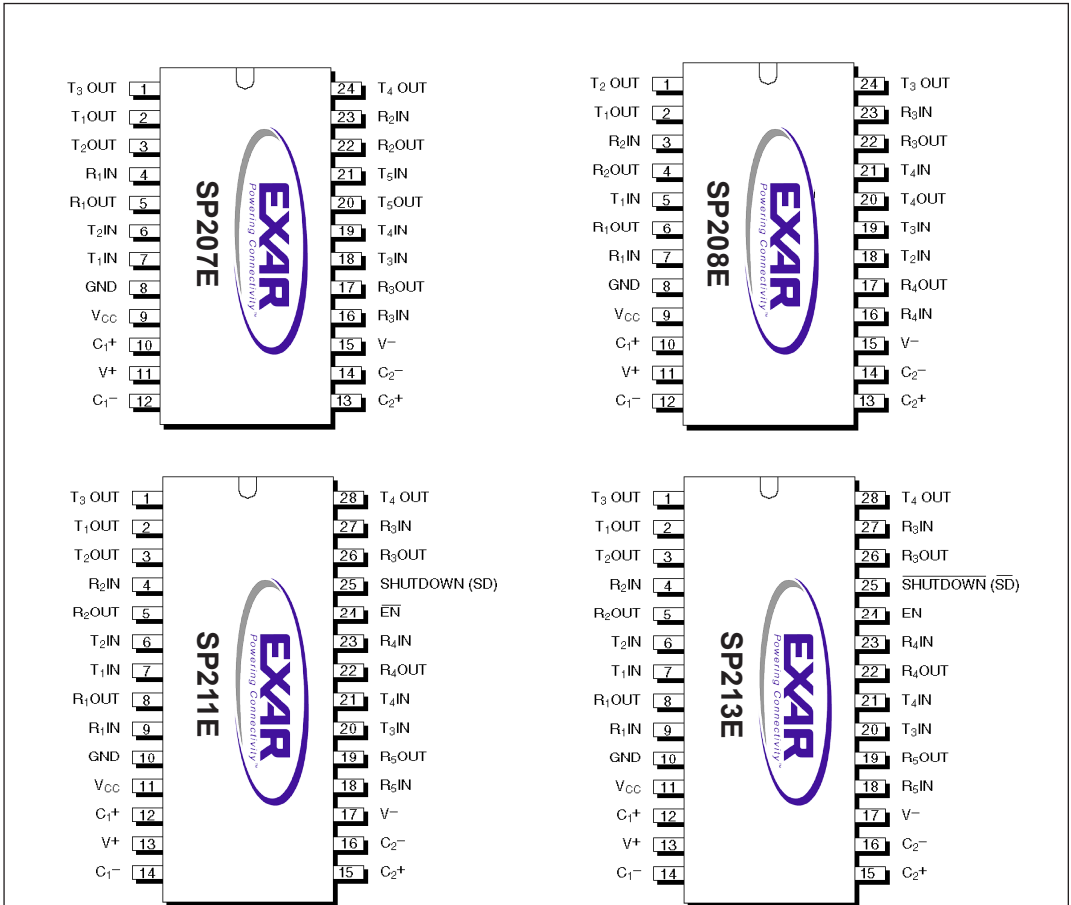 T₃ OUT 1 24 T₄ OUT
T₁OUT 2 23 R₂IN
T₂OUT 3 22 R₂OUT
R₁IN 4 21 T₅IN
R₁OUT 5 20 T₅OUT
T₂IN 6 19 T₄IN
T₁IN 7 18 T₃IN
GND 8 17 R₃OUT
V_CC 9 16 R₃IN
C₁+ 10 15 V−
V+ 11 14 C₂−
C₁− 12 13 C₂+
EXAR
Powering Connectivity™
SP207E
T₂ OUT 1 24 T₃ OUT
T₁OUT 2 23 R₃IN
R₂IN 3 22 R₃OUT
R₂OUT 4 21 T₄IN
T₁IN 5 20 T₄OUT
R₁OUT 6 19 T₃IN
R₁IN 7 18 T₂IN
GND 8 17 R₄OUT
V_CC 9 16 R₄IN
C₁+ 10 15 V−
V+ 11 14 C₂−
C₁− 12 13 C₂+
EXAR
Powering Connectivity™
SP208E
T₃ OUT 1 28 T₄ OUT
T₁OUT 2 27 R₃IN
T₂OUT 3 26 R₃OUT
R₂IN 4 25 SHUTDOWN (SD)
R₂OUT 5 24 E̅N̅
T₂IN 6 23 R₄IN
T₁IN 7 22 R₄OUT
R₁OUT 8 21 T₄IN
R₁IN 9 20 T₃IN
GND 10 19 R₅OUT
V_CC 11 18 R₅IN
C₁+ 12 17 V−
V+ 13 16 C₂−
C₁− 14 15 C₂+
EXAR
Powering Connectivity™
SP211E
T₃ OUT 1 28 T₄ OUT
T₁OUT 2 27 R₃IN
T₂OUT 3 26 R₃OUT
R₂IN 4 25 S̅H̅U̅T̅D̅O̅W̅N̅ (S̅D̅)
R₂OUT 5 24 EN
T₂IN 6 23 R₄IN
T₁IN 7 22 R₄OUT
R₁OUT 8 21 T₄IN
R₁IN 9 20 T₃IN
GND 10 19 R₅OUT
V_CC 11 18 R₅IN
C₁+ 12 17 V−
V+ 13 16 C₂−
C₁− 14 15 C₂+
EXAR
Powering Connectivity™
SP213E